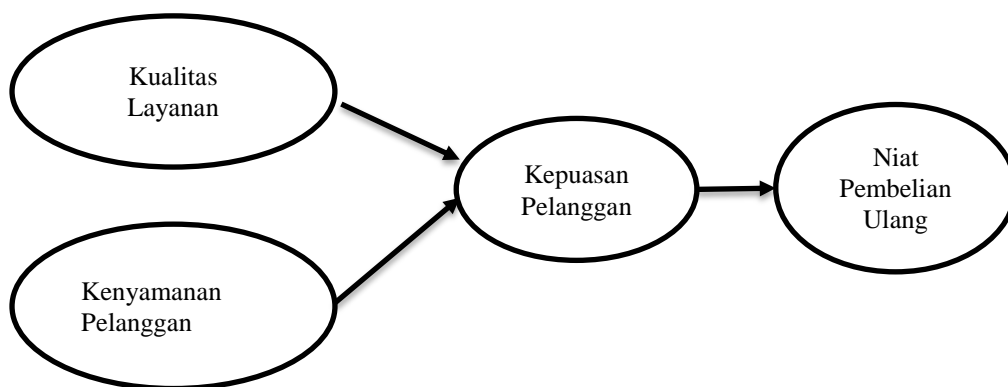 Kualitas
Layanan
Kenyamanan
Pelanggan
Kepuasan
Pelanggan
Niat
Pembelian
Ulang